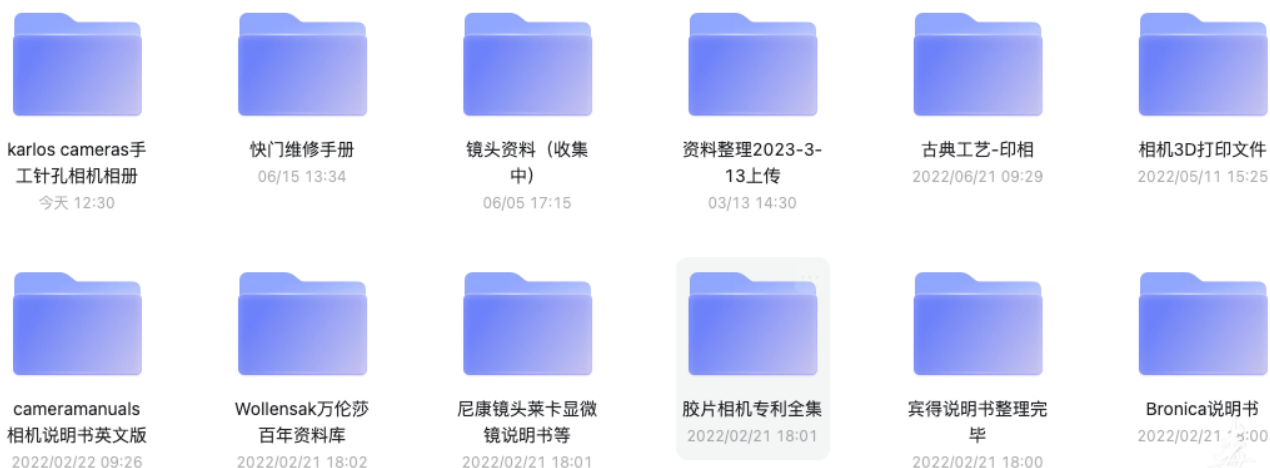 karlos cameras手
工针孔相机相册
今天 12:30
快门维修手册
06/15 13:34
镜头资料（收集
中）
06/05 17:15
资料整理2023-3-
13上传
03/13 14:30
古典工艺-印相
2022/06/21 09:29
相机3D打印文件
2022/05/11 15:25
cameramanuals
相机说明书英文版
2022/02/22 09:26
Wollensak万伦莎
百年资料库
2022/02/21 18:02
尼康镜头莱卡显微
镜说明书等
2022/02/21 18:01
胶片相机专利全集
2022/02/21 18:01
宾得说明书整理完
毕
2022/02/21 18:00
Bronica说明书
2022/02/21 18:00